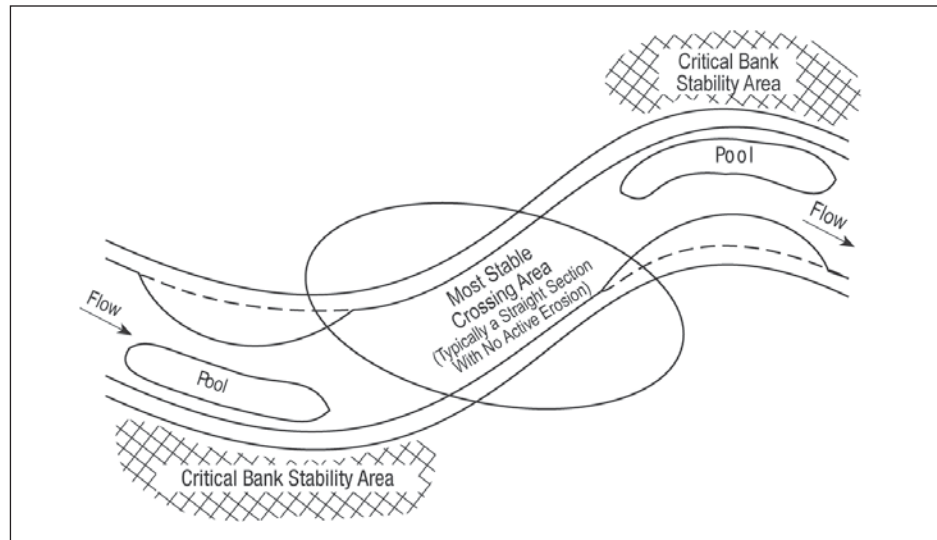 Critical Bank
Stability Area
Pool
Flow
Most Stable
Crossing Area
(Typically a Straight Section
With No Active Erosion)
Flow
Pool
Critical Bank Stability Area